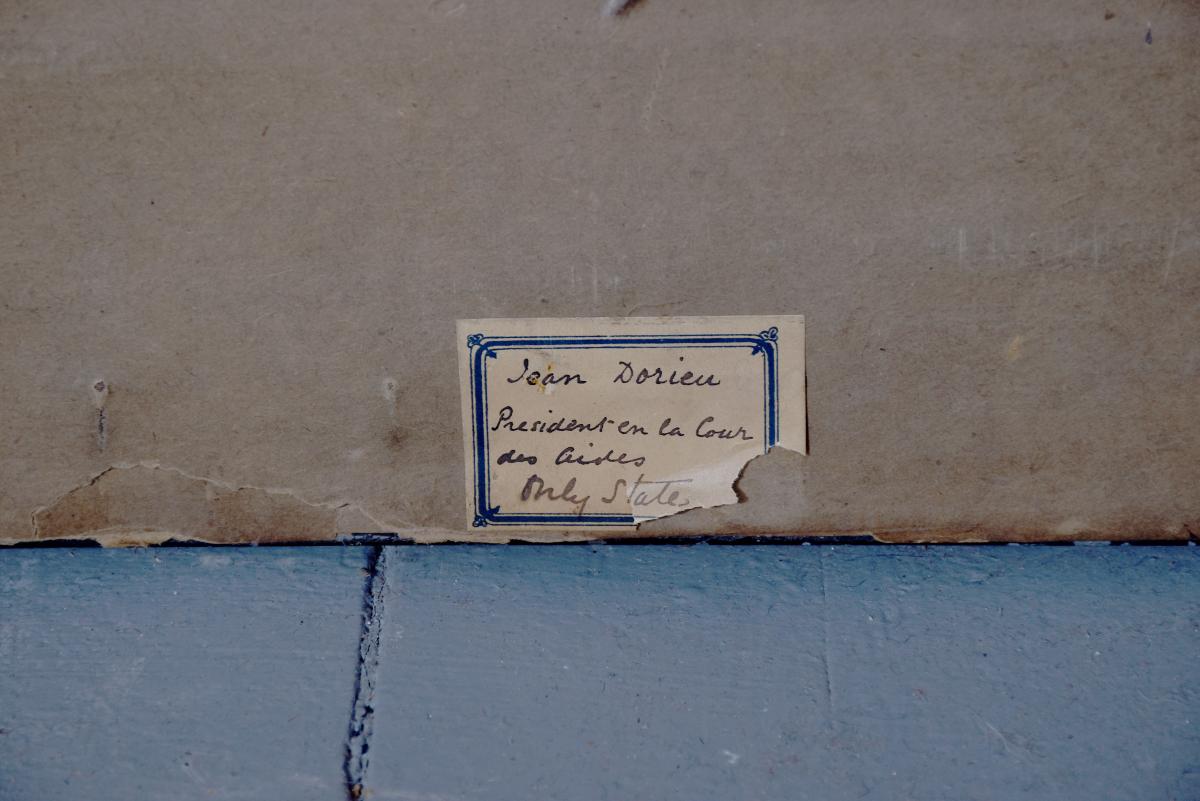 Jean Dorieu
President en la Cour
des Aides
Only State